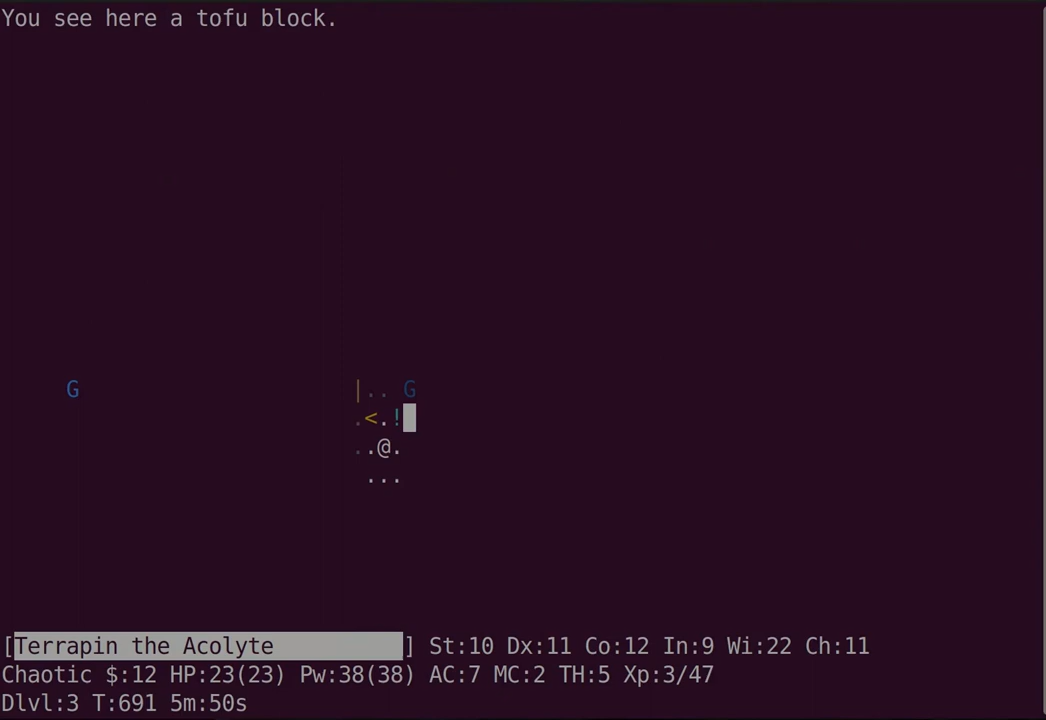 You see here a tofu block.
G |.. G
.<.!
..@.
...
[Terrapin the Acolyte ] St:10 Dx:11 Co:12 In:9 Wi:22 Ch:11
Chaotic $:12 HP:23(23) Pw:38(38) AC:7 MC:2 TH:5 Xp:3/47
Dlvl:3 T:691 5m:50s